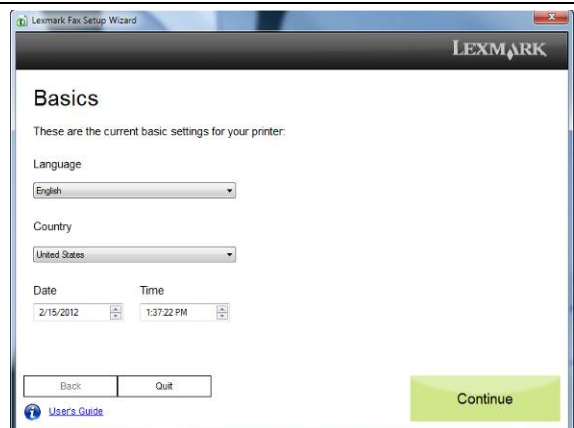 Lexmark Fax Setup Wizard
LEXMARK
Basics
These are the current basic settings for your printer:
Language
English
Country
United States
Date Time
2/15/2012 1:37:22 PM
Back Quit
Continue
User's Guide